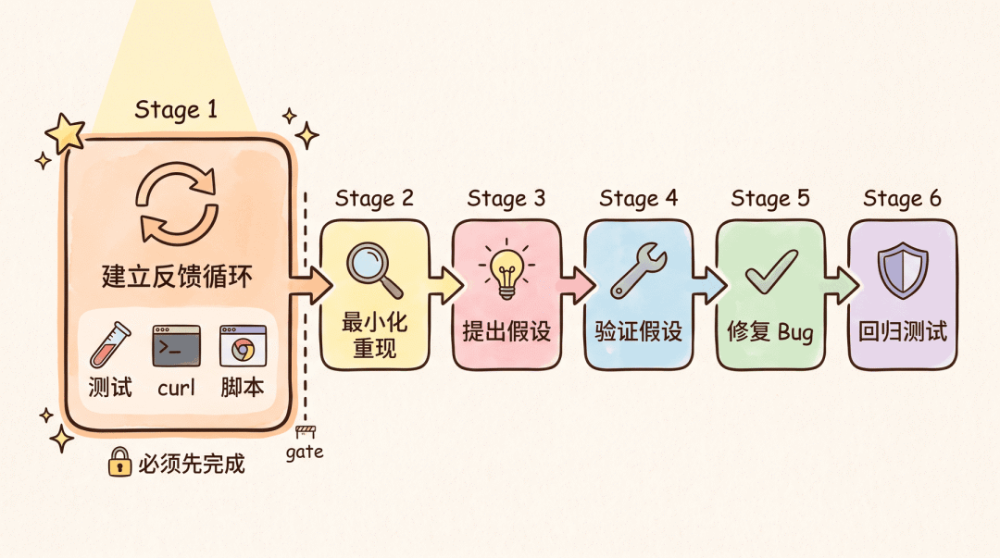 Stage 1
建立反馈循环
>_
测试
curl
脚本
必须先完成
gate
Stage 2
最小化
重现
Stage 3
提出假设
Stage 4
验证假设
Stage 5
修复 Bug
Stage 6
回归测试